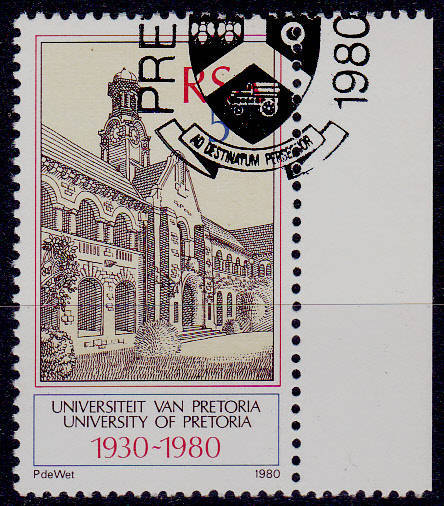 PRE
1980
RSA
5
AD DESTINATUM PERSEQUOR
UNIVERSITEIT VAN PRETORIA
UNIVERSITY OF PRETORIA
1930-1980
PdeWet
1980